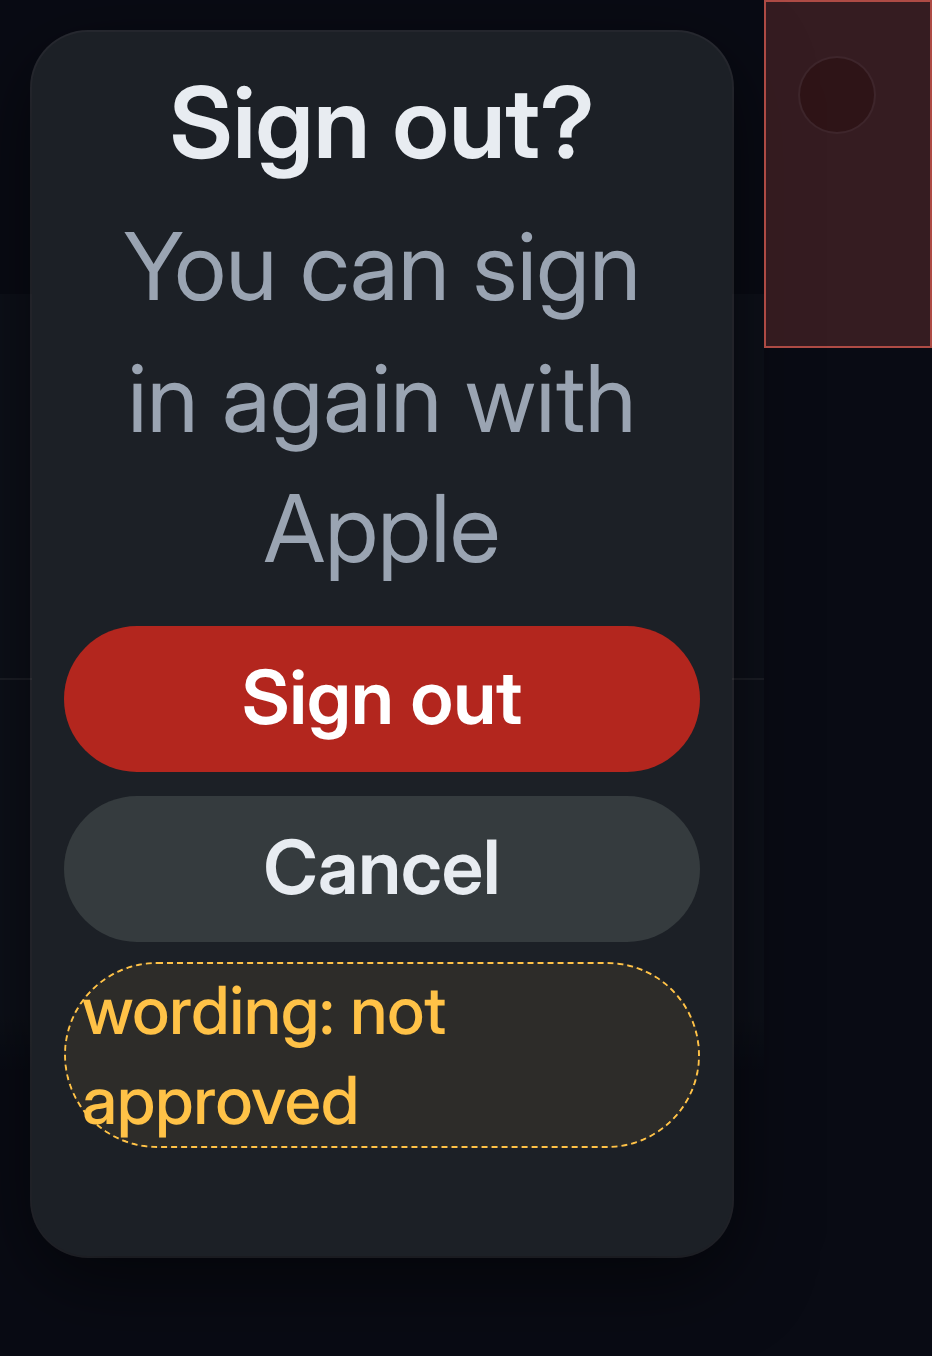 Sign out?
You can sign
in again with
Apple
Sign out
Cancel
wording: not
approved